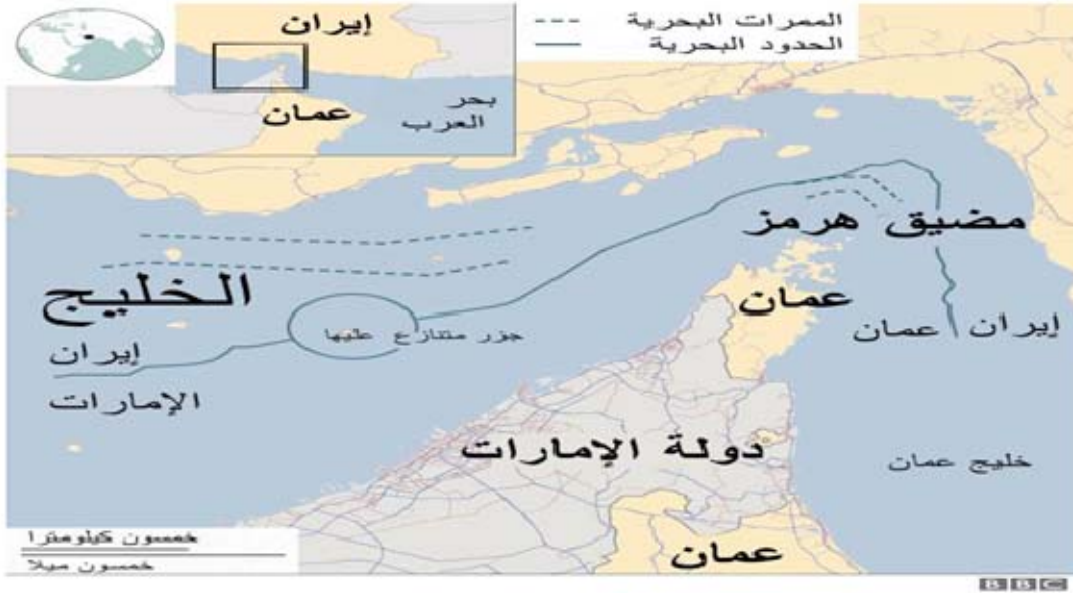 إيران
عمان
بحر
العرب
الممرات البحرية
الحدود البحرية
مضيق هرمز
الخليج
عمان
جزر متنازع عليها
إيران
الإمارات
عمان
إيران
دولة الإمارات
خليج عمان
عمان
خمسون كيلومترا
خمسون ميلا
BBC